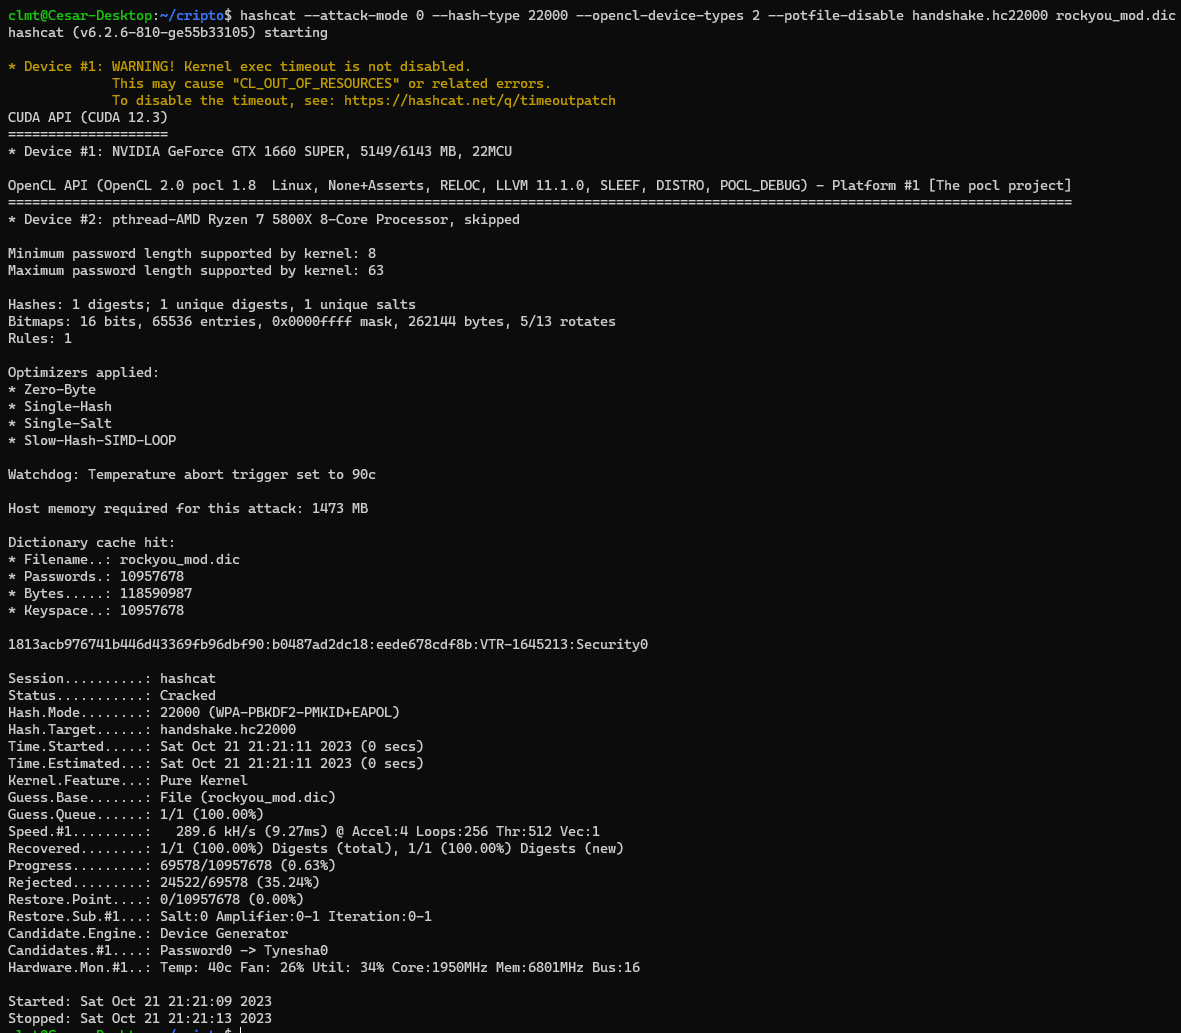 clmt@Cesar-Desktop:~/cripto$ hashcat --attack-mode 0 --hash-type 22000 --opencl-device-types 2 --potfile-disable handshake.hc22000 rockyou_mod.dic
hashcat (v6.2.6-810-ge55b33105) starting
* Device #1: WARNING! Kernel exec timeout is not disabled.
This may cause "CL_OUT_OF_RESOURCES" or related errors.
To disable the timeout, see: https://hashcat.net/q/timeoutpatch
CUDA API (CUDA 12.3)
====================
* Device #1: NVIDIA GeForce GTX 1660 SUPER, 5149/6143 MB, 22MCU
OpenCL API (OpenCL 2.0 pocl 1.8  Linux, None+Asserts, RELOC, LLVM 11.1.0, SLEEF, DISTRO, POCL_DEBUG) - Platform #1 [The pocl project]
=====================================================================================================================================
* Device #2: pthread-AMD Ryzen 7 5800X 8-Core Processor, skipped
Minimum password length supported by kernel: 8
Maximum password length supported by kernel: 63
Hashes: 1 digests; 1 unique digests, 1 unique salts
Bitmaps: 16 bits, 65536 entries, 0x0000ffff mask, 262144 bytes, 5/13 rotates
Rules: 1
Optimizers applied:
* Zero-Byte
* Single-Hash
* Single-Salt
* Slow-Hash-SIMD-LOOP
Watchdog: Temperature abort trigger set to 90c
Host memory required for this attack: 1473 MB
Dictionary cache hit:
* Filename..: rockyou_mod.dic
* Passwords.: 10957678
* Bytes.....: 118590987
* Keyspace..: 10957678
1813acb976741b446d43369fb96dbf90:b0487ad2dc18:eede678cdf8b:VTR-1645213:Security0
Session..........: hashcat
Status...........: Cracked
Hash.Mode........: 22000 (WPA-PBKDF2-PMKID+EAPOL)
Hash.Target......: handshake.hc22000
Time.Started.....: Sat Oct 21 21:21:11 2023 (0 secs)
Time.Estimated...: Sat Oct 21 21:21:11 2023 (0 secs)
Kernel.Feature...: Pure Kernel
Guess.Base.......: File (rockyou_mod.dic)
Guess.Queue......: 1/1 (100.00%)
Speed.#1.........:   289.6 kH/s (9.27ms) @ Accel:4 Loops:256 Thr:512 Vec:1
Recovered........: 1/1 (100.00%) Digests (total), 1/1 (100.00%) Digests (new)
Progress.........: 69578/10957678 (0.63%)
Rejected.........: 24522/69578 (35.24%)
Restore.Point....: 0/10957678 (0.00%)
Restore.Sub.#1...: Salt:0 Amplifier:0-1 Iteration:0-1
Candidate.Engine.: Device Generator
Candidates.#1....: Password0 -> Tynesha0
Hardware.Mon.#1..: Temp: 40c Fan: 26% Util: 34% Core:1950MHz Mem:6801MHz Bus:16
Started: Sat Oct 21 21:21:09 2023
Stopped: Sat Oct 21 21:21:13 2023
clmt@Cesar-Desktop:~/cripto$